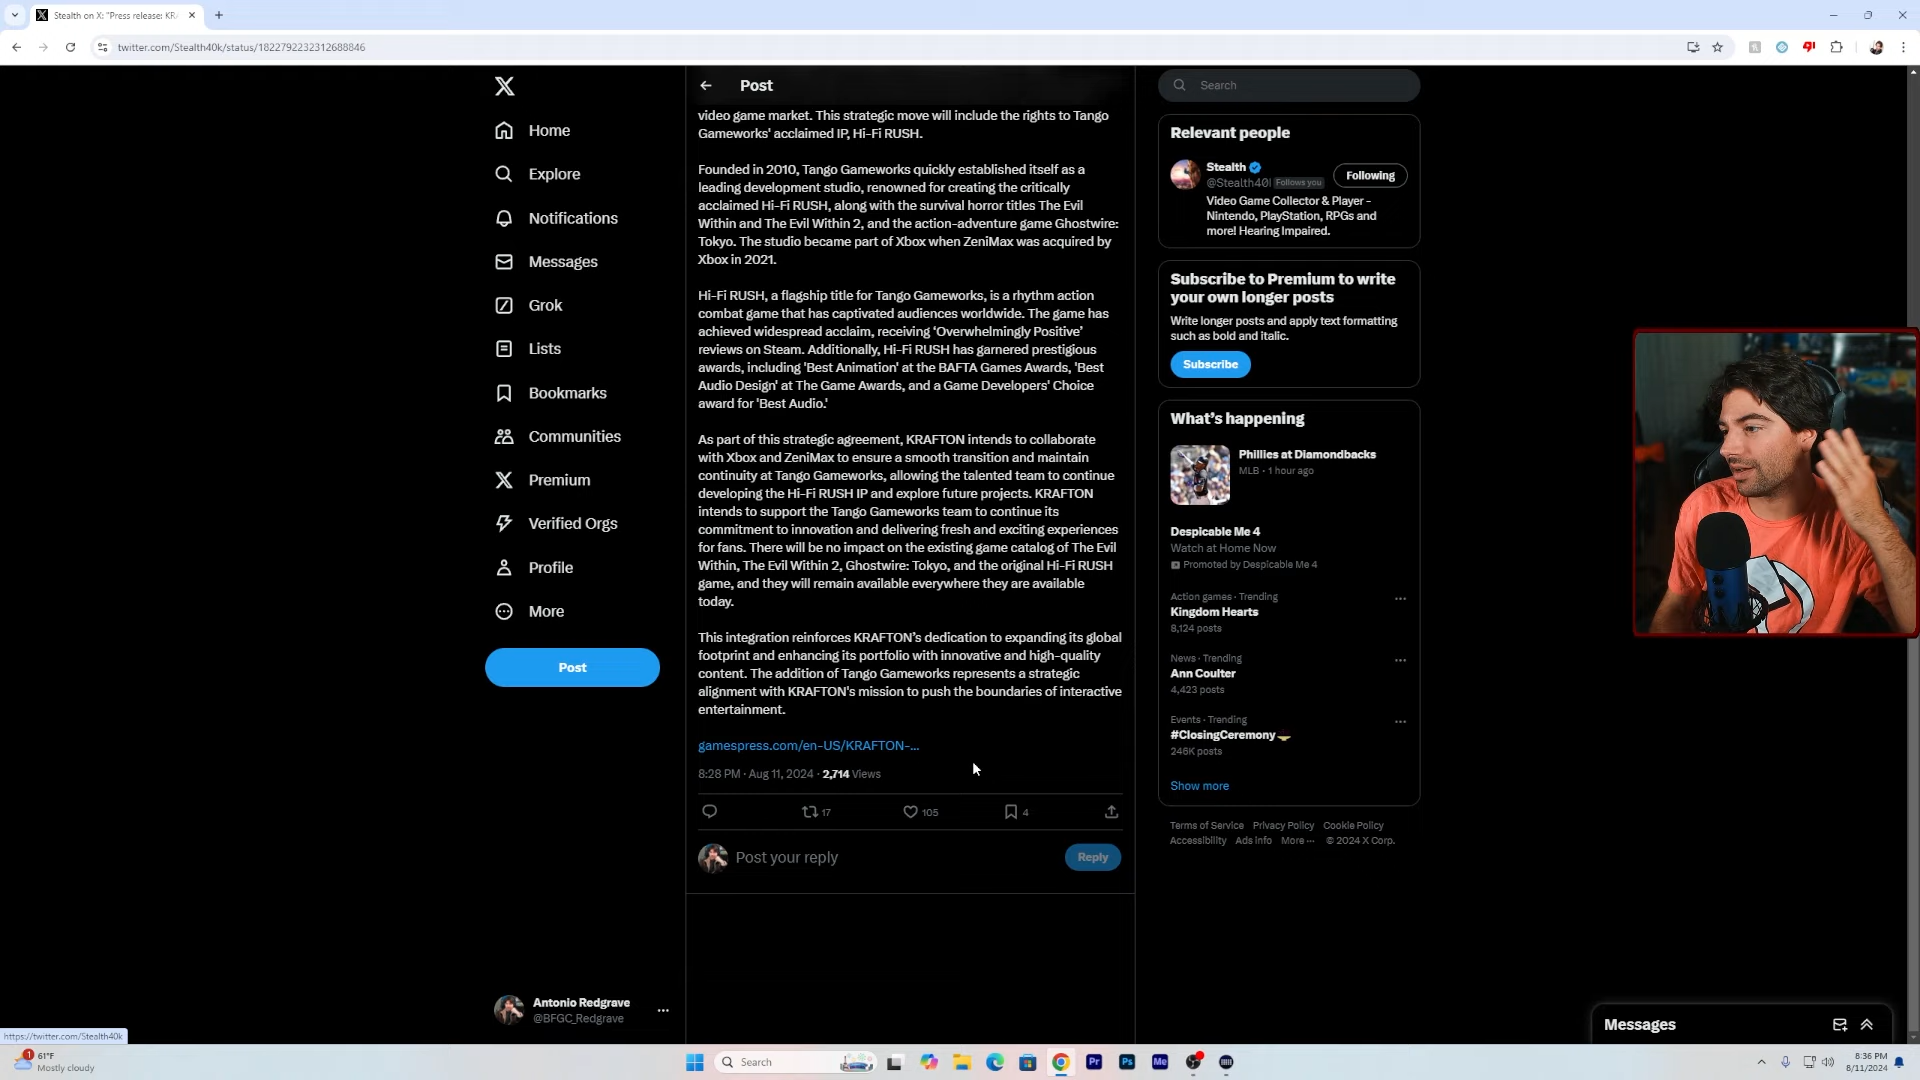 Stealth on X: "Press release: KR
twitter.com/Stealth40k/status/1822792232312688846
Home
Explore
Notifications
Messages
Grok
Lists
Bookmarks
Communities
Premium
Verified Orgs
Profile
More
Post
Antonio Redgrave
@BFGC_Redgrave
Post
video game market. This strategic move will include the rights to Tango
Gameworks' acclaimed IP, Hi-Fi RUSH.
Founded in 2010, Tango Gameworks quickly established itself as a
leading development studio, renowned for creating the critically
acclaimed Hi-Fi RUSH, along with the survival horror titles The Evil
Within and The Evil Within 2, and the action-adventure game Ghostwire:
Tokyo. The studio became part of Xbox when ZeniMax was acquired by
Xbox in 2021.
Hi-Fi RUSH, a flagship title for Tango Gameworks, is a rhythm action
combat game that has captivated audiences worldwide. The game has
achieved widespread acclaim, receiving ‘Overwhelmingly Positive’
reviews on Steam. Additionally, Hi-Fi RUSH has garnered prestigious
awards, including 'Best Animation' at the BAFTA Games Awards, 'Best
Audio Design' at The Game Awards, and a Game Developers' Choice
award for 'Best Audio.'
As part of this strategic agreement, KRAFTON intends to collaborate
with Xbox and ZeniMax to ensure a smooth transition and maintain
continuity at Tango Gameworks, allowing the talented team to continue
developing the Hi-Fi RUSH IP and explore future projects. KRAFTON
intends to support the Tango Gameworks team to continue its
commitment to innovation and delivering fresh and exciting experiences
for fans. There will be no impact on the existing game catalog of The Evil
Within, The Evil Within 2, Ghostwire: Tokyo, and the original Hi-Fi RUSH
game, and they will remain available everywhere they are available
today.
This integration reinforces KRAFTON’s dedication to expanding its global
footprint and enhancing its portfolio with innovative and high-quality
content. The addition of Tango Gameworks represents a strategic
alignment with KRAFTON's mission to push the boundaries of interactive
entertainment.
gamespress.com/en-US/KRAFTON-...
8:28 PM · Aug 11, 2024 · 2,714 Views
17 105 4
Post your reply
Reply
Search
Relevant people
Stealth
@Stealth40 Follows you
Following
Video Game Collector & Player -
Nintendo, PlayStation, RPGs and
more! Hearing Impaired.
Subscribe to Premium to write
your own longer posts
Write longer posts and apply text formatting
such as bold and italic.
Subscribe
What’s happening
Phillies at Diamondbacks
MLB · 1 hour ago
Despicable Me 4
Watch at Home Now
Promoted by Despicable Me 4
Action games · Trending
Kingdom Hearts
8,124 posts
News · Trending
Ann Coulter
4,423 posts
Events · Trending
#ClosingCeremony
246K posts
Show more
Terms of Service Privacy Policy Cookie Policy
Accessibility Ads info More ··· © 2024 X Corp.
Messages
https://twitter.com/Stealth40k
1
61°F
Mostly cloudy
Search
Pr Ps Me
8:36 PM
8/11/2024